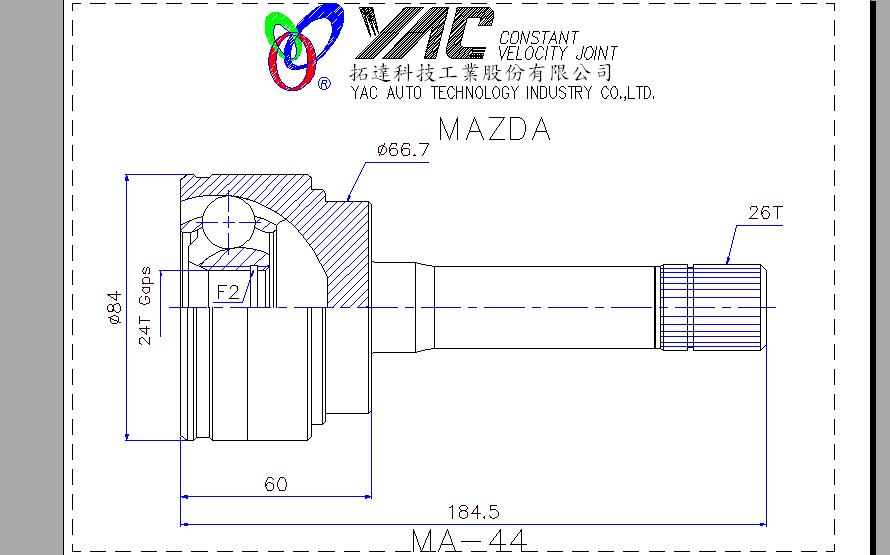 YAC CONSTANT
VELOCITY JOINT
拓達科技工業股份有限公司
®
YAC AUTO TECHNOLOGY INDUSTRY CO.,LTD.
MAZDA
ø66.7
26T
24T Gaps
F2
ø84
60
184.5
MA-44